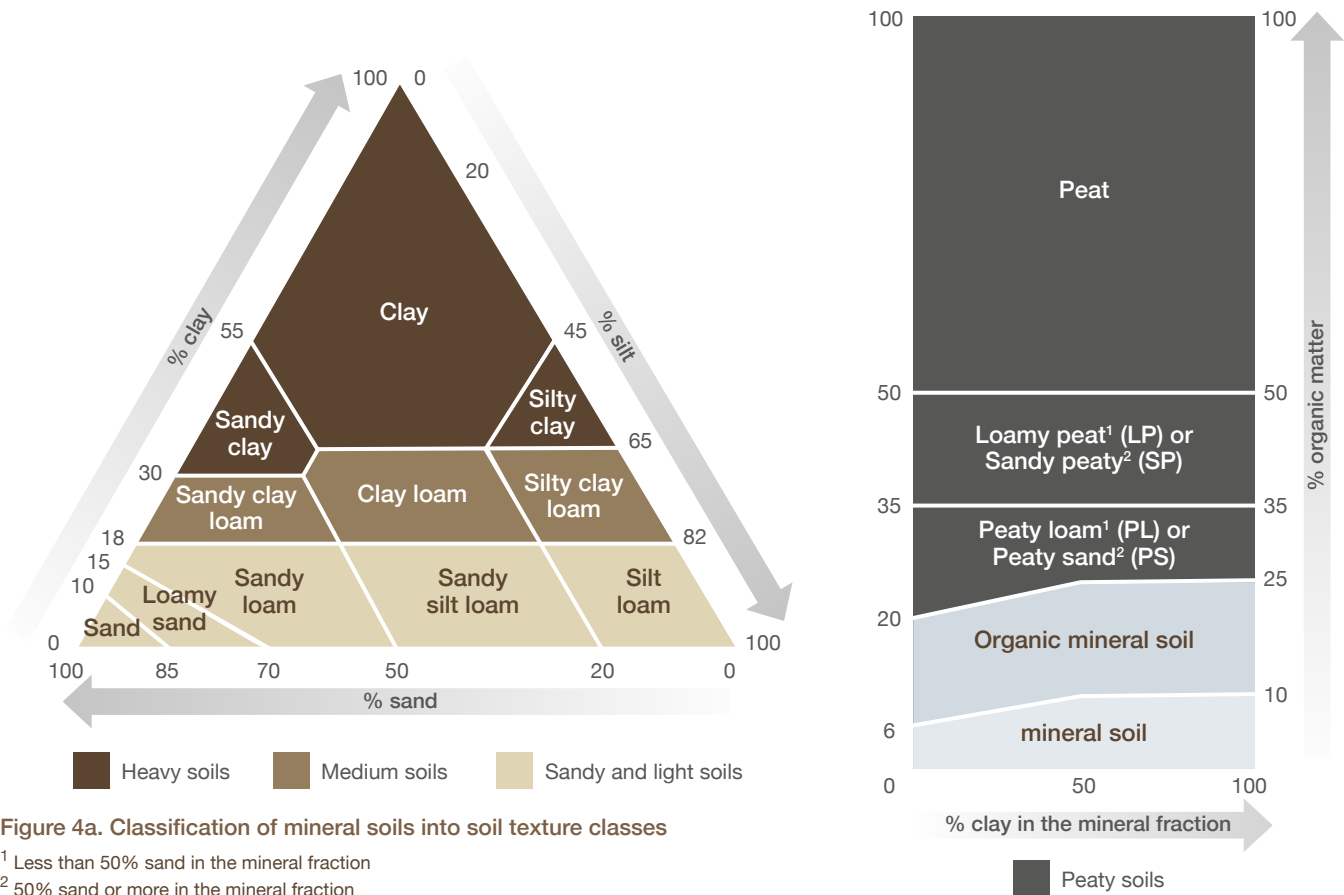 100 0
20
Clay
% clay
55
45
% silt
Sandy
clay
Silty
clay
65
30
Sandy clay
loam
Clay loam
Silty clay
loam
18
82
15
10
Sandy
loam
Sandy
silt loam
Silt
loam
Loamy
sand
Sand
0
100
100 85 70 50 20 0
% sand
Heavy soils
Medium soils
Sandy and light soils
Figure 4a. Classification of mineral soils into soil texture classes
¹ Less than 50% sand in the mineral fraction
² 50% sand or more in the mineral fraction
100
100
Peat
50
50
% organic matter
Loamy peat¹ (LP) or
Sandy peaty² (SP)
35
35
Peaty loam¹ (PL) or
Peaty sand² (PS)
25
20
Organic mineral soil
10
6
mineral soil
0 50 100
% clay in the mineral fraction
Peaty soils